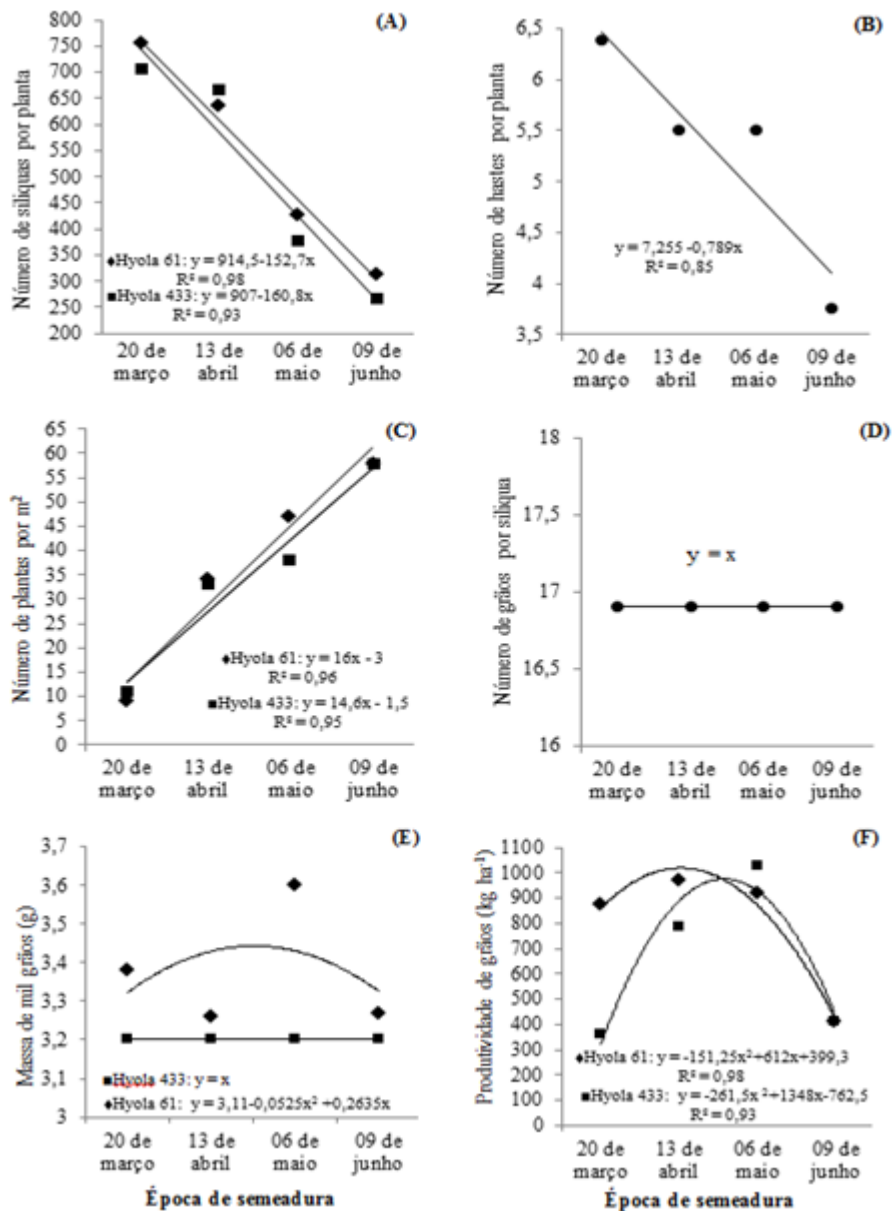 (A)
Número de siliquas por planta
800
750
700
650
600
550
500
450
400
350
300
250
200
Hyola 61: y = 914,5-152,7x
R² = 0,98
Hyola 433: y = 907-160,8x
R² = 0,93
20 de março
13 de abril
06 de maio
09 de junho
(B)
Número de hastes por planta
6,5
6
5,5
5
4,5
4
3,5
y = 7,255 -0,789x
R² = 0,85
20 de março
13 de abril
06 de maio
09 de junho
(C)
Número de plantas por m²
65
60
55
50
45
40
35
30
25
20
15
10
5
0
Hyola 61: y = 16x - 3
R² = 0,96
Hyola 433: y = 14,6x - 1,5
R² = 0,95
20 de março
13 de abril
06 de maio
09 de junho
(D)
Número de grãos por siliqua
18
17,5
17
16,5
16
y = x
20 de março
13 de abril
06 de maio
09 de junho
(E)
Massa de mil grãos (g)
3,7
3,6
3,5
3,4
3,3
3,2
3,1
3
Hyola 433: y = x
Hyola 61: y = 3,11-0,0525x² +0,2635x
20 de março
13 de abril
06 de maio
09 de junho
Época de semeadura
(F)
Produtividade de grãos (kg ha⁻¹)
1100
1000
900
800
700
600
500
400
300
200
100
0
Hyola 61: y = -151,25x²+612x+399,3
R² = 0,98
Hyola 433: y=-261,5x²+1348x-762,5
R² = 0,93
20 de março
13 de abril
06 de maio
09 de junho
Época de semeadura